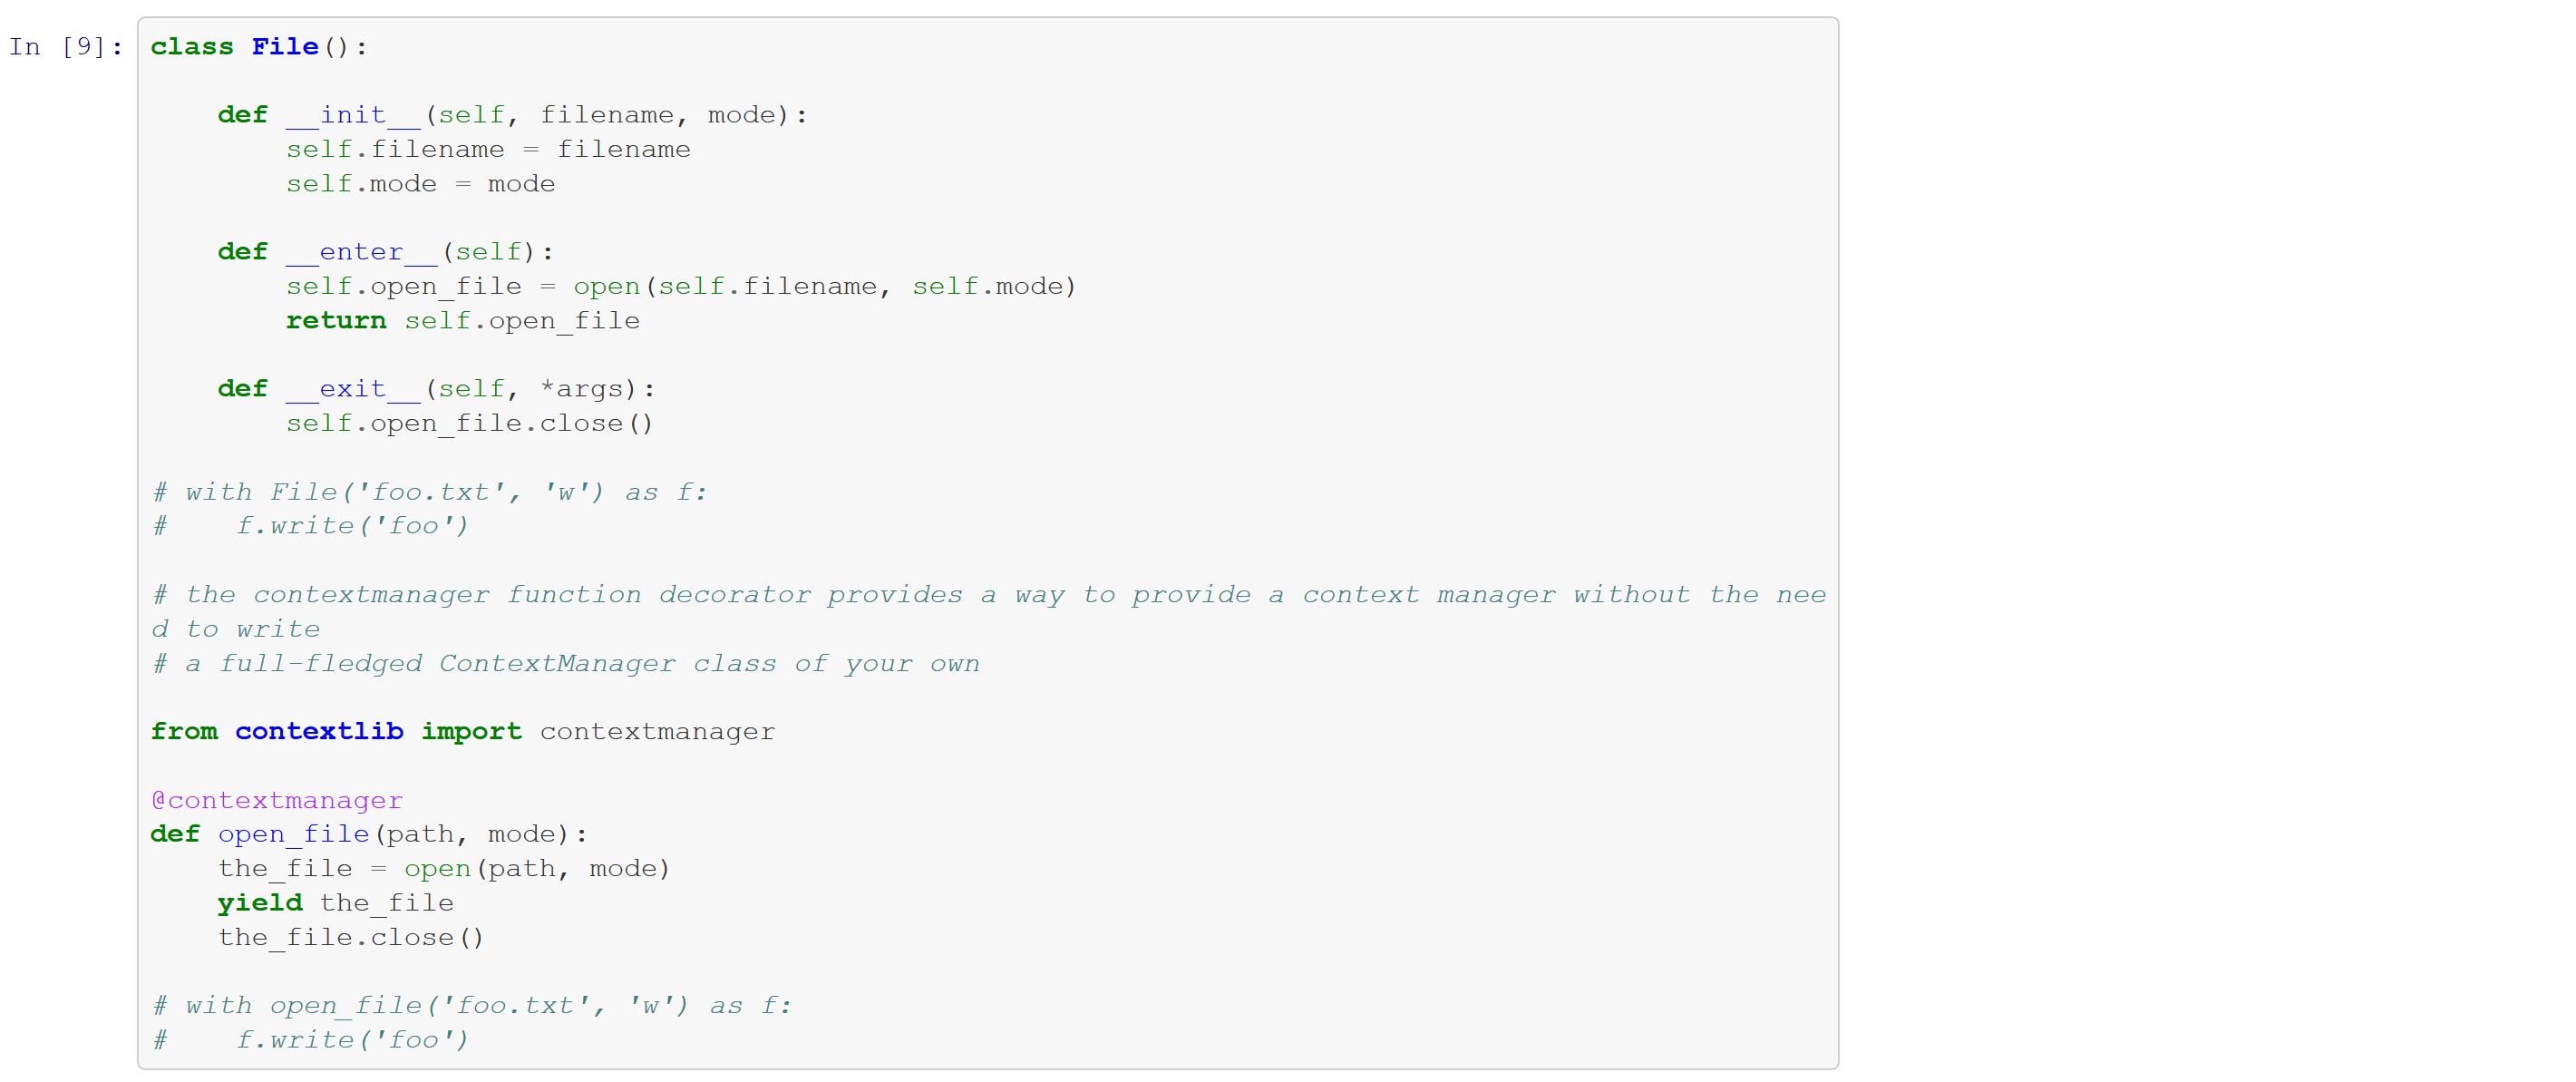 In [9]: class File():
    def __init__(self, filename, mode):
        self.filename = filename
        self.mode = mode
    def __enter__(self):
        self.open_file = open(self.filename, self.mode)
        return self.open_file
    def __exit__(self, *args):
        self.open_file.close()
# with File('foo.txt', 'w') as f:
#    f.write('foo')
# the contextmanager function decorator provides a way to provide a context manager without the nee
d to write
# a full-fledged ContextManager class of your own
from contextlib import contextmanager
@contextmanager
def open_file(path, mode):
    the_file = open(path, mode)
    yield the_file
    the_file.close()
# with open_file('foo.txt', 'w') as f:
#    f.write('foo')